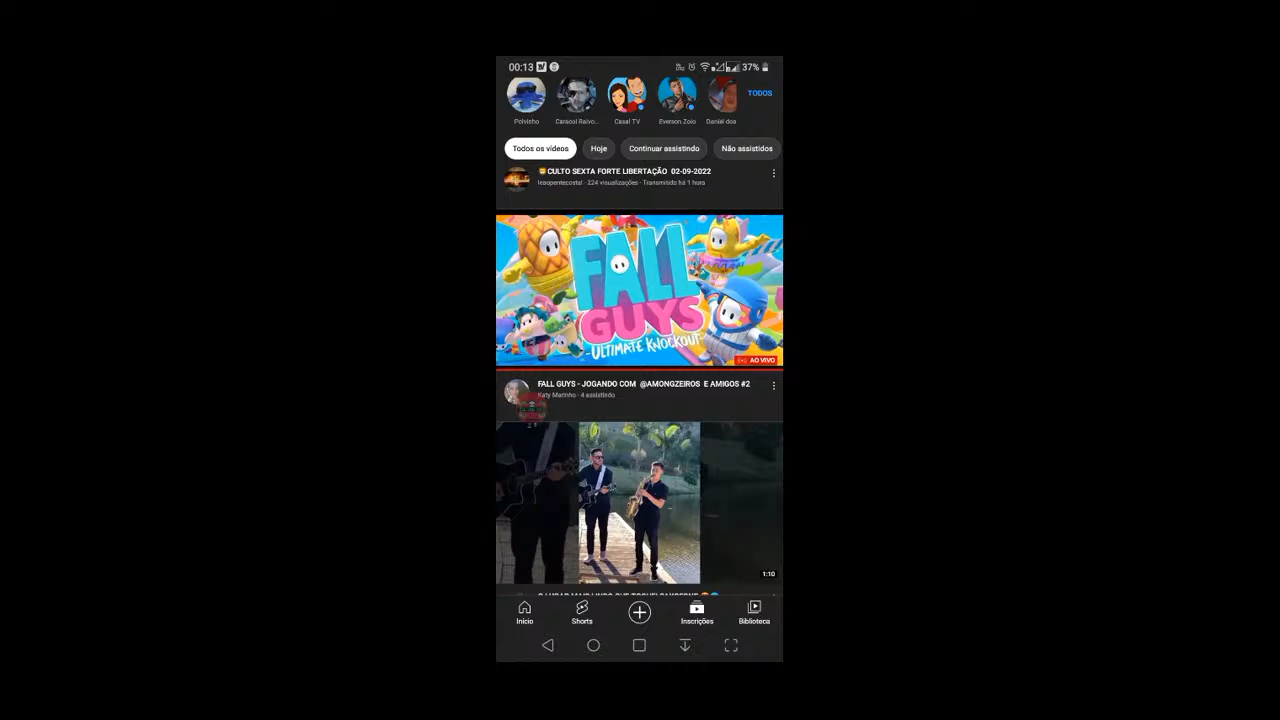 00:13
37%
Polvinho
Caracol Raivo...
Casal TV
Everson Zoio
Daniel dos
TODOS
Todos os vídeos
Hoje
Continuar assistindo
Não assistidos
CULTO SEXTA FORTE LIBERTAÇÃO 02-09-2022
leaopentecostal · 224 visualizações · Transmitido há 1 hora
FALL
GUYS
-ULTIMATE KNOCKOUT-
AO VIVO
FALL GUYS - JOGANDO COM @AMONGZEIROS E AMIGOS #2
Katy Marinho · 4 assistindo
1:10
Início
Shorts
Inscrições
Biblioteca